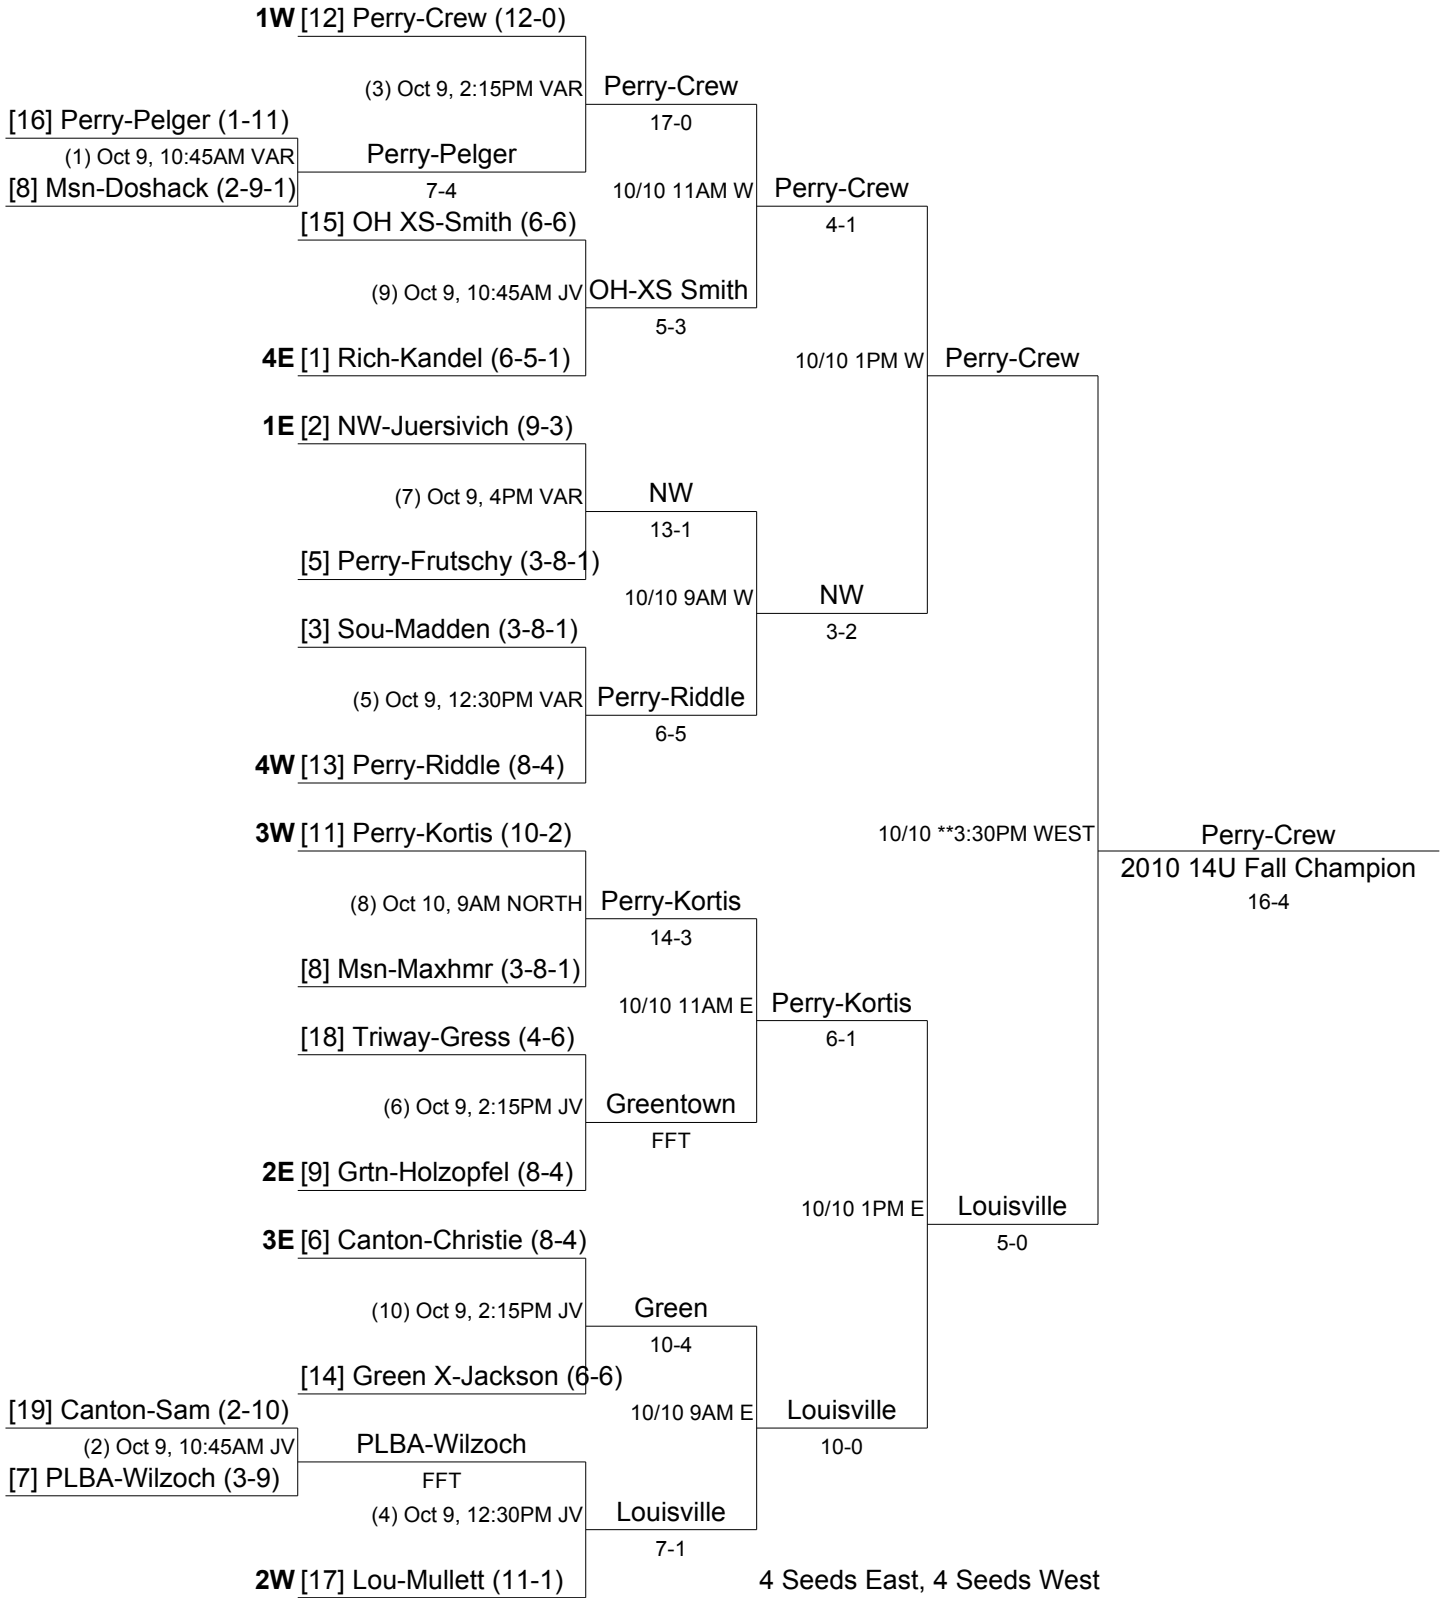 1W [12] Perry-Crew (12-0)
(3) Oct 9, 2:15PM VAR
Perry-Crew
17-0
[16] Perry-Pelger (1-11)
(1) Oct 9, 10:45AM VAR
Perry-Pelger
[8] Msn-Doshack (2-9-1)
7-4
10/10 11AM W
Perry-Crew
4-1
[15] OH XS-Smith (6-6)
(9) Oct 9, 10:45AM JV
OH-XS Smith
5-3
4E [1] Rich-Kandel (6-5-1)
10/10 1PM W
Perry-Crew
1E [2] NW-Juersivich (9-3)
(7) Oct 9, 4PM VAR
NW
13-1
[5] Perry-Frutschy (3-8-1)
10/10 9AM W
NW
3-2
[3] Sou-Madden (3-8-1)
(5) Oct 9, 12:30PM VAR
Perry-Riddle
6-5
4W [13] Perry-Riddle (8-4)
3W [11] Perry-Kortis (10-2)
10/10 **3:30PM WEST
Perry-Crew
2010 14U Fall Champion
16-4
(8) Oct 10, 9AM NORTH
Perry-Kortis
14-3
[8] Msn-Maxhmr (3-8-1)
10/10 11AM E
Perry-Kortis
6-1
[18] Triway-Gress (4-6)
(6) Oct 9, 2:15PM JV
Greentown
FFT
2E [9] Grtn-Holzopfel (8-4)
10/10 1PM E
Louisville
5-0
3E [6] Canton-Christie (8-4)
(10) Oct 9, 2:15PM JV
Green
10-4
[14] Green X-Jackson (6-6)
[19] Canton-Sam (2-10)
10/10 9AM E
Louisville
10-0
(2) Oct 9, 10:45AM JV
PLBA-Wilzoch
[7] PLBA-Wilzoch (3-9)
FFT
(4) Oct 9, 12:30PM JV
Louisville
7-1
2W [17] Lou-Mullett (11-1)
4 Seeds East, 4 Seeds West